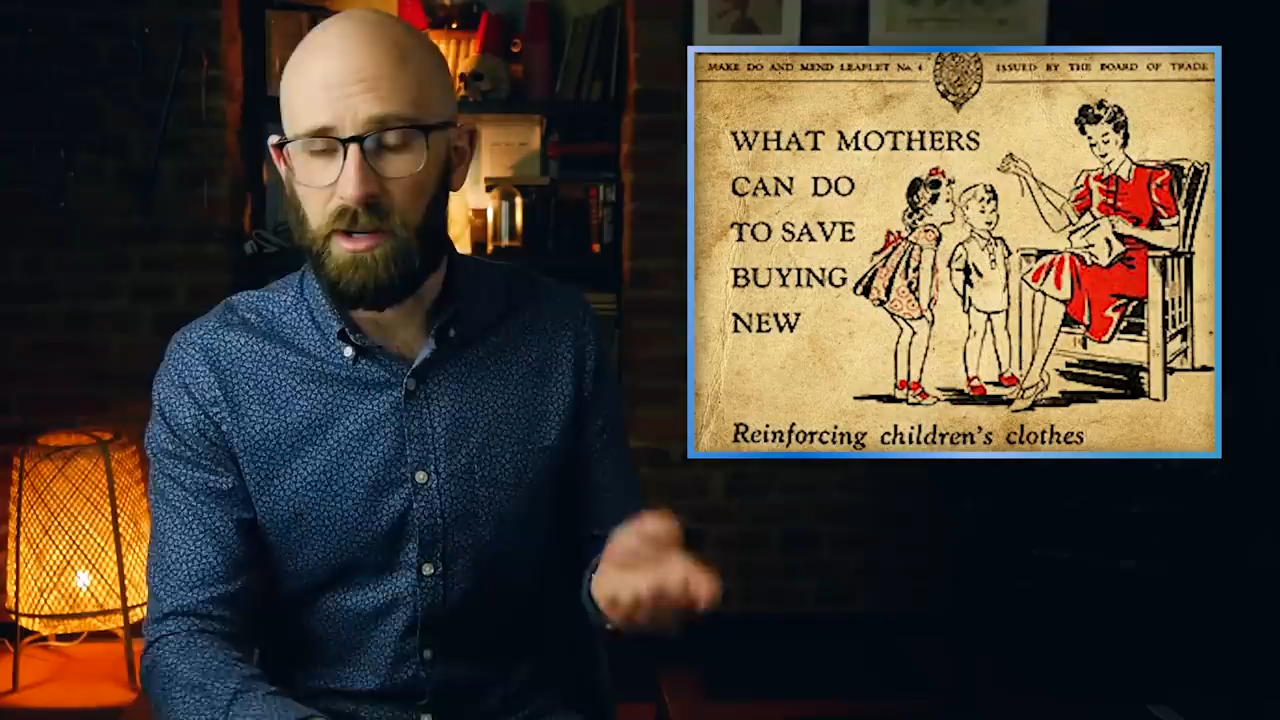 MAKE DO AND MEND LEAFLET No. 4
ISSUED BY THE BOARD OF TRADE
WHAT MOTHERS
CAN DO
TO SAVE
BUYING
NEW
Reinforcing children's clothes